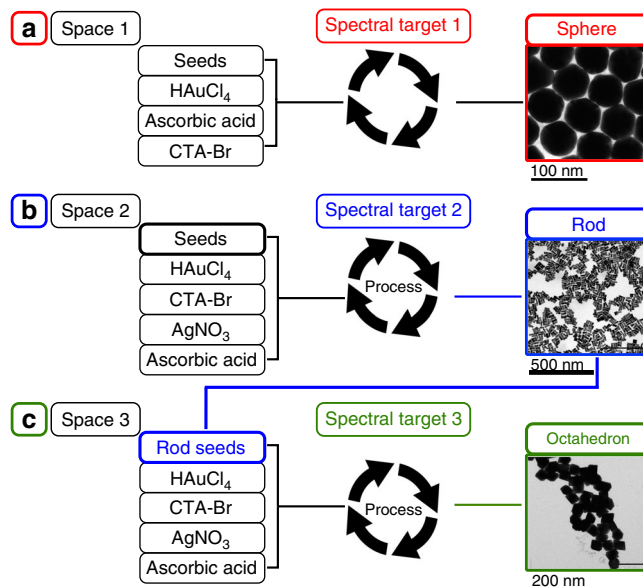 a Space 1 Spectral target 1 Sphere
Seeds
HAuCl₄
Ascorbic acid
CTA-Br
100 nm
b Space 2 Spectral target 2 Rod
Seeds
HAuCl₄
CTA-Br
AgNO₃
Ascorbic acid
Process
500 nm
c Space 3 Spectral target 3 Octahedron
Rod seeds
HAuCl₄
CTA-Br
AgNO₃
Ascorbic acid
Process
200 nm